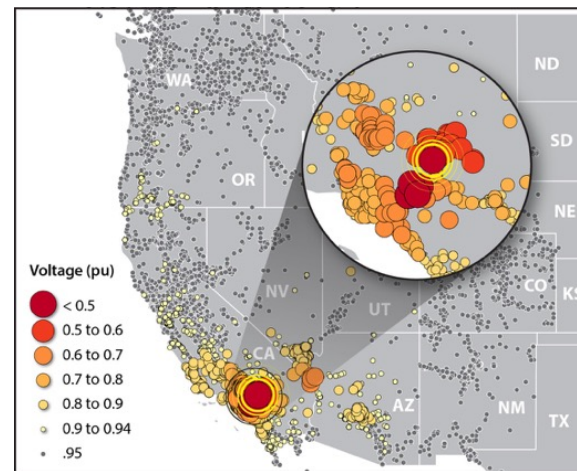 WA
ND
OR
SD
NE
Voltage (pu)
< 0.5
0.5 to 0.6
0.6 to 0.7
0.7 to 0.8
0.8 to 0.9
0.9 to 0.94
.95
NV
UT
CO
KS
CA
AZ
NM
TX